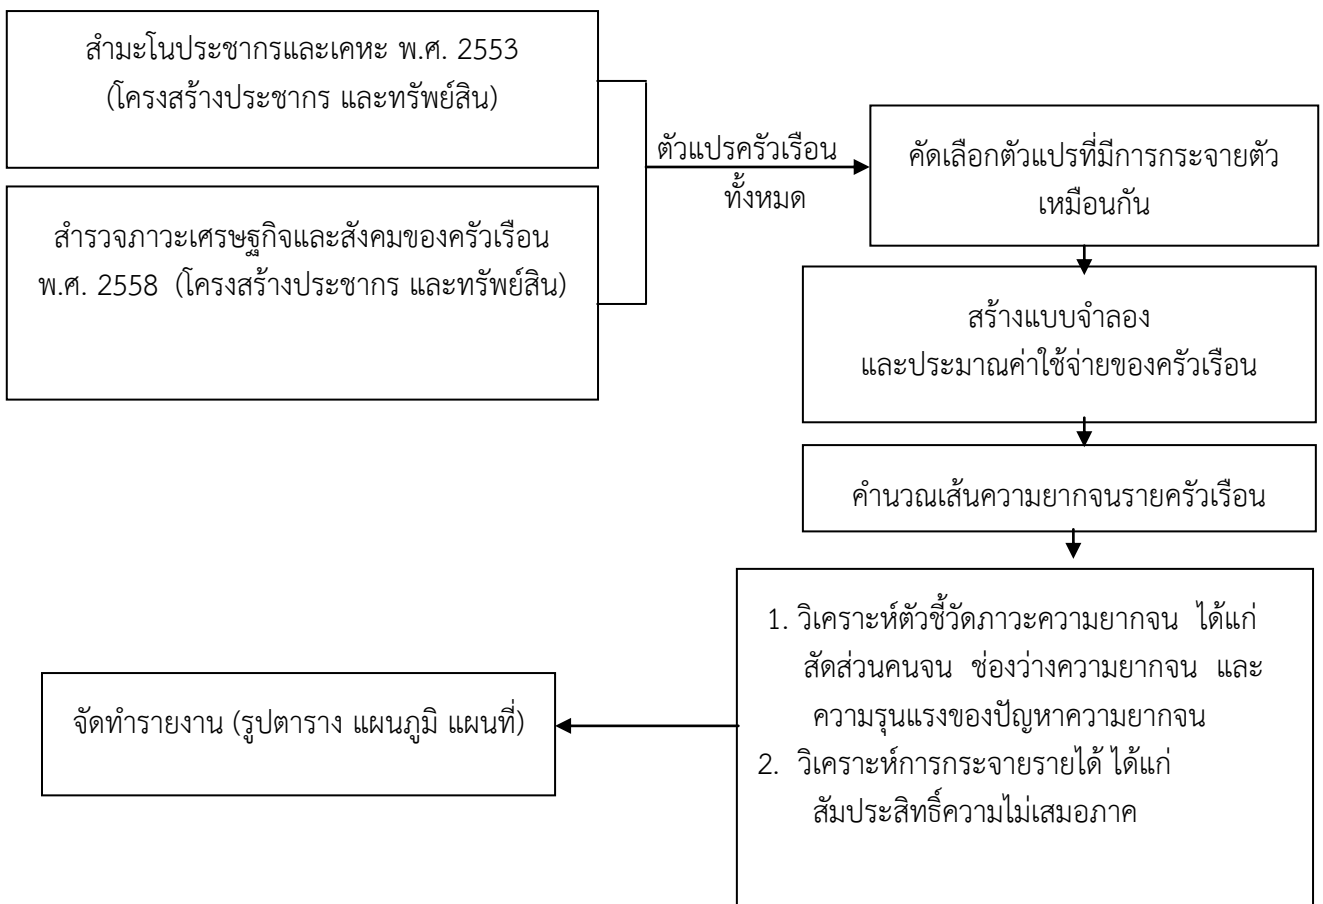 สำมะโนประชากรและเคหะ พ.ศ. 2553
(โครงสร้างประชากร และทรัพย์สิน)
สำรวจภาวะเศรษฐกิจและสังคมของครัวเรือน
พ.ศ. 2558 (โครงสร้างประชากร และทรัพย์สิน)
ตัวแปรครัวเรือน
ทั้งหมด
คัดเลือกตัวแปรที่มีการกระจายตัว
เหมือนกัน
สร้างแบบจำลอง
และประมาณค่าใช้จ่ายของครัวเรือน
คำนวณเส้นความยากจนรายครัวเรือน
1. วิเคราะห์ตัวชี้วัดภาวะความยากจน ได้แก่
สัดส่วนคนจน ช่องว่างความยากจน และ
ความรุนแรงของปัญหาความยากจน
2. วิเคราะห์การกระจายรายได้ ได้แก่
สัมประสิทธิ์ความไม่เสมอภาค
จัดทำรายงาน (รูปตาราง แผนภูมิ แผนที่)